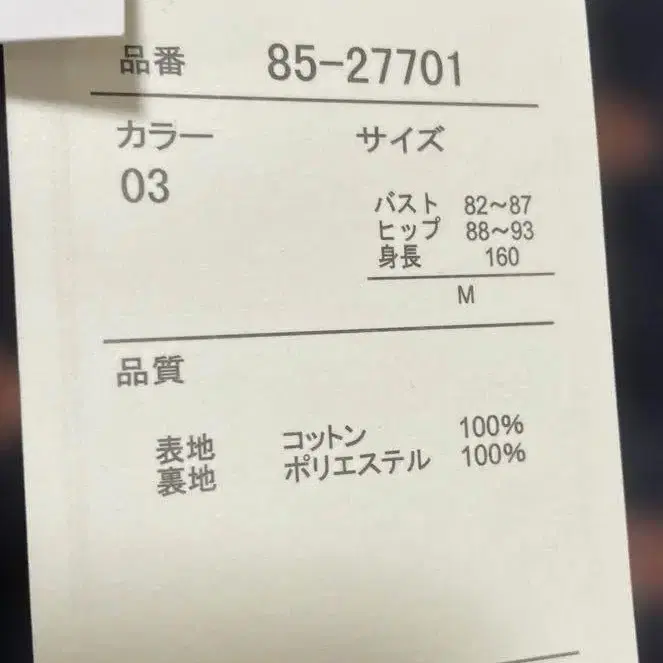 品番 85-27701
カラー サイズ
03
バスト 82~87
ヒップ 88~93
身長 160
M
品質
表地 コットン 100%
裏地 ポリエステル 100%